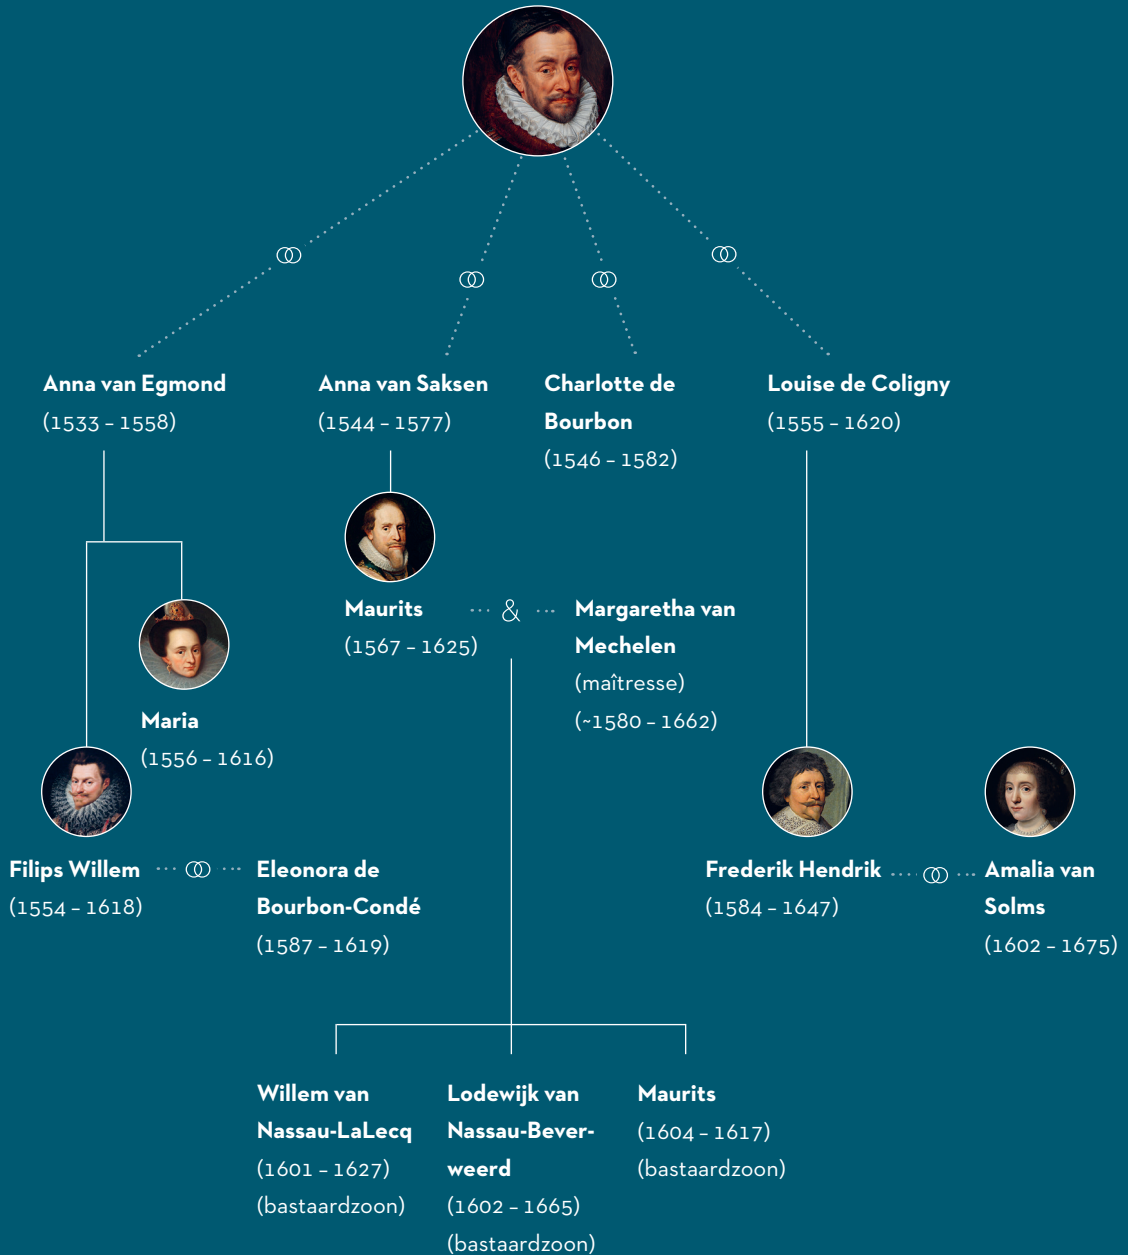 Anna van Egmond
(1533 – 1558)
Anna van Saksen
(1544 – 1577)
Charlotte de
Bourbon
(1546 – 1582)
Louise de Coligny
(1555 – 1620)
Maurits
(1567 – 1625)
&
Margaretha van
Mechelen
(maîtresse)
(~1580 – 1662)
Maria
(1556 – 1616)
Filips Willem
(1554 – 1618)
Eleonora de
Bourbon-Condé
(1587 – 1619)
Frederik Hendrik
(1584 – 1647)
Amalia van
Solms
(1602 – 1675)
Willem van
Nassau-LaLecq
(1601 – 1627)
(bastaardzoon)
Lodewijk van
Nassau-Bever-
weerd
(1602 – 1665)
(bastaardzoon)
Maurits
(1604 – 1617)
(bastaardzoon)